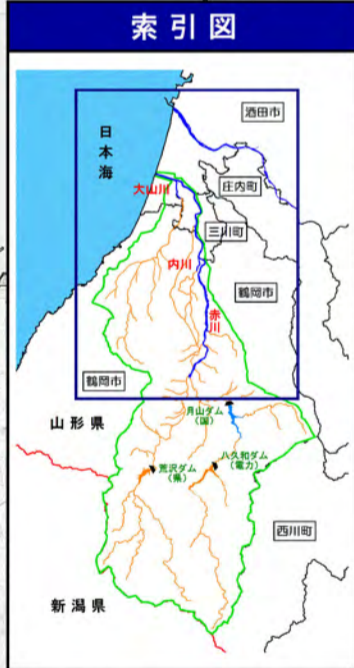 索引図
酒田市
日本海
庄内町
大山川
三川町
内川
鶴岡市
赤川
鶴岡市
月山ダム
(国)
山形県
八久和ダム
(電力)
荒沢ダム
(県)
西川町
新潟県